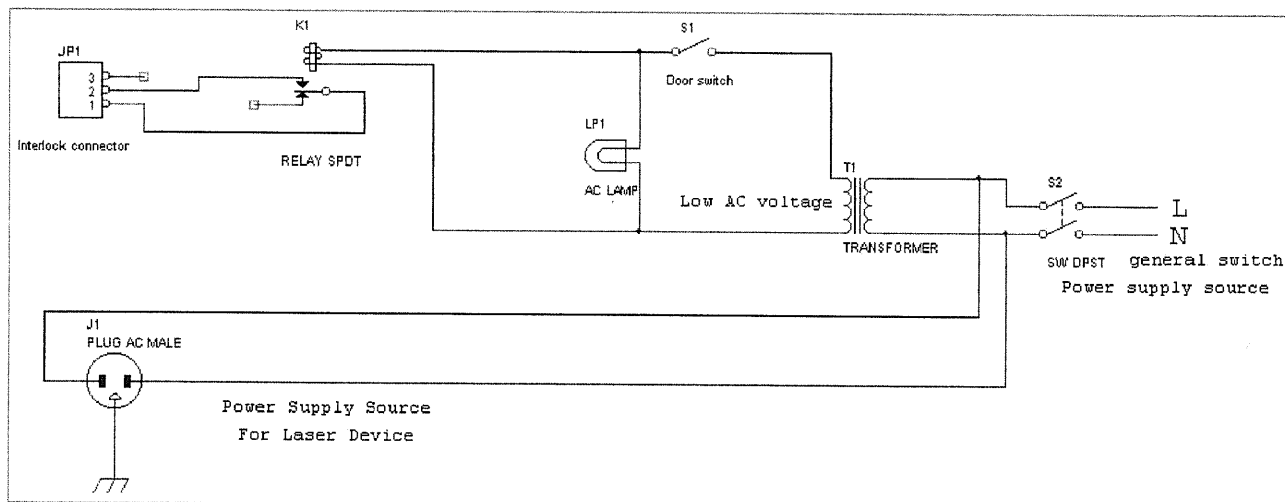 K1
S1
JP1
3
2
1
Door switch
LP1
Interlock connector
RELAY SPDT
T1
S2
AC LAMP
Low AC voltage
L
N
TRANSFORMER
SW DPST general switch
Power supply source
J1
PLUG AC MALE
Power Supply Source
For Laser Device